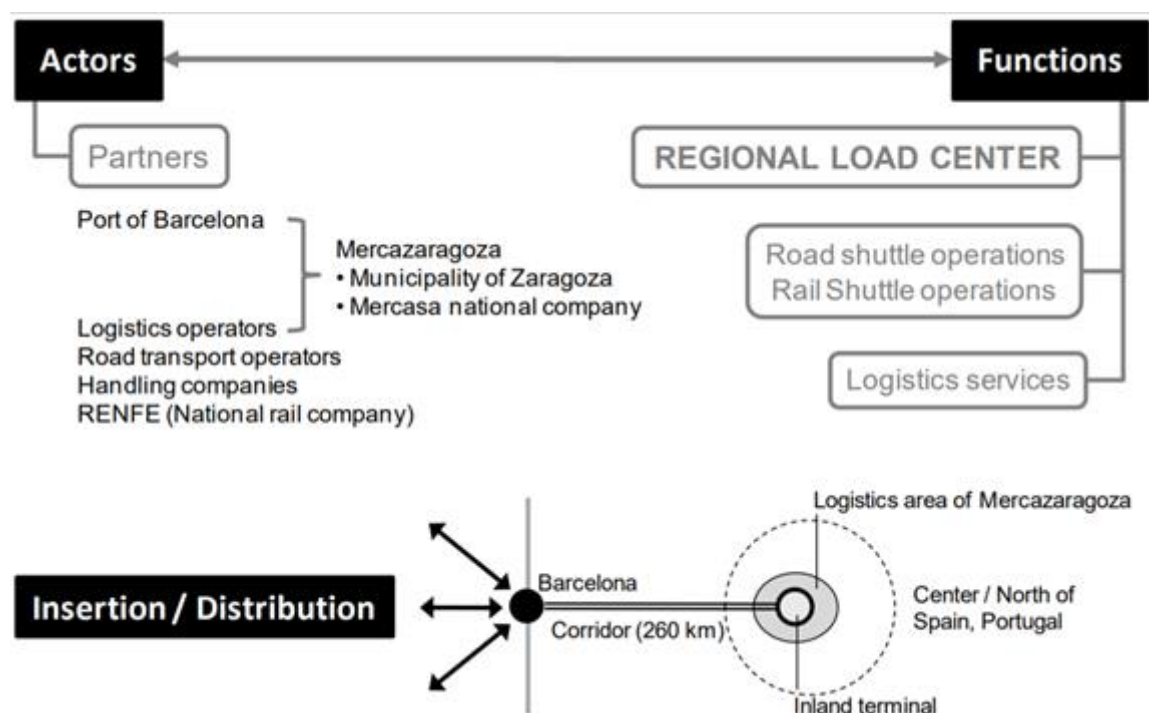 Actors
Functions
Partners
REGIONAL LOAD CENTER
Port of Barcelona
Mercazaragoza
• Municipality of Zaragoza
• Mercasa national company
Logistics operators
Road transport operators
Handling companies
RENFE (National rail company)
Road shuttle operations
Rail Shuttle operations
Logistics services
Logistics area of Mercazaragoza
Insertion / Distribution
Barcelona
Corridor (260 km)
Center / North of
Spain, Portugal
Inland terminal